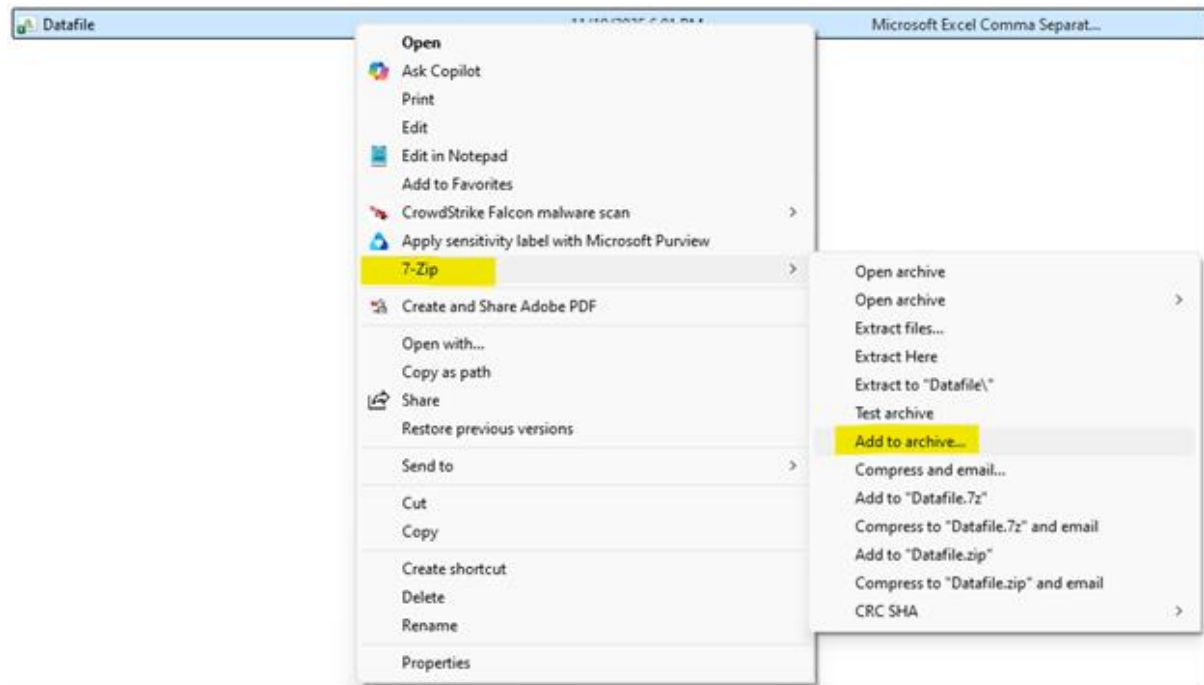 Datafile
Microsoft Excel Comma Separat...
Open
Ask Copilot
Print
Edit
Edit in Notepad
Add to Favorites
CrowdStrike Falcon malware scan
Apply sensitivity label with Microsoft Purview
7-Zip
Create and Share Adobe PDF
Open with...
Copy as path
Share
Restore previous versions
Send to
Cut
Copy
Create shortcut
Delete
Rename
Properties
Open archive
Open archive
Extract files...
Extract Here
Extract to "Datafile\"
Test archive
Add to archive...
Compress and email...
Add to "Datafile.7z"
Compress to "Datafile.7z" and email
Add to "Datafile.zip"
Compress to "Datafile.zip" and email
CRC SHA